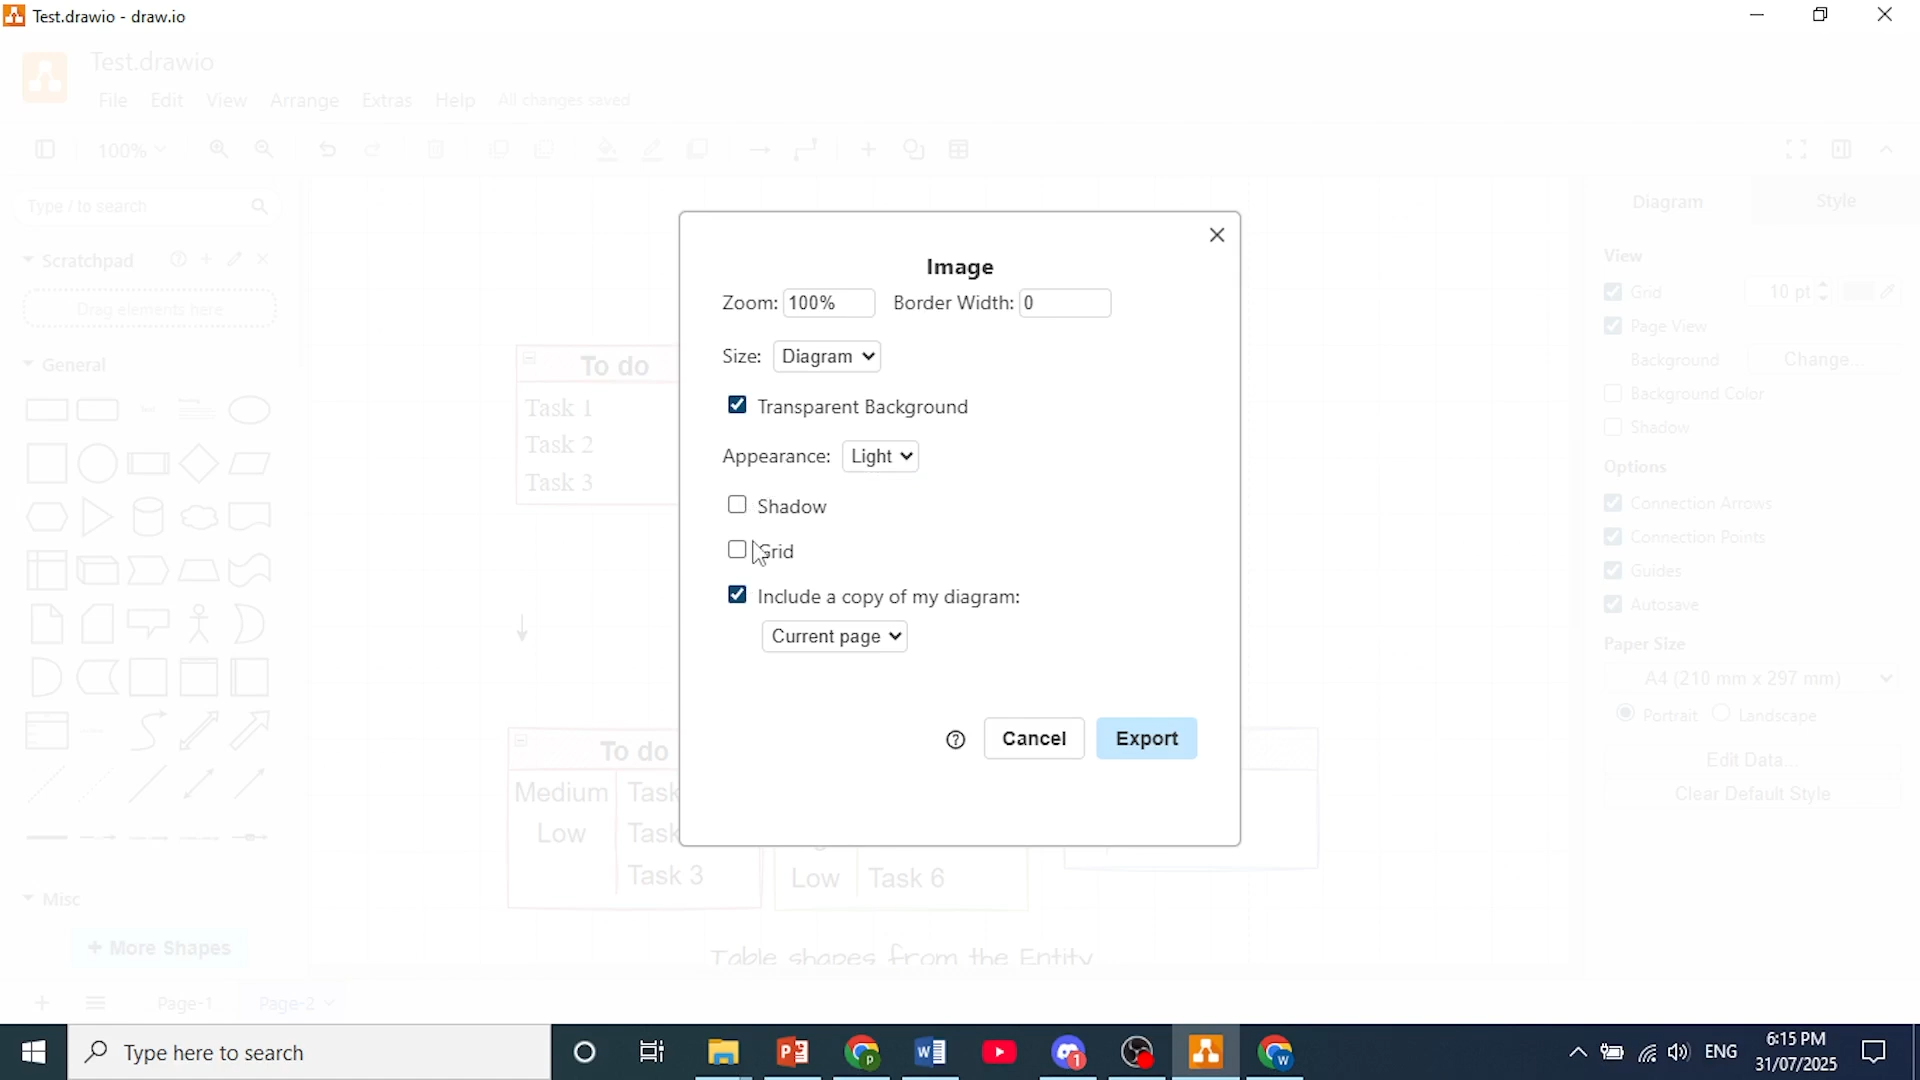 Test.drawio - draw.io
Test.drawio
File Edit View Arrange Extras Help All changes saved
100%
Type / to search
Diagram Style
Scratchpad
Drag elements here
General
Misc
+ More Shapes
Page-1 Page-2
To do
Task 1
Task 2
Task 3
To do
Medium Task
Low Task
Task 3
Low Task 6
Table shapes from the Entity
Image
Zoom: 100% Border Width: 0
Size: Diagram
Transparent Background
Appearance: Light
Shadow
Grid
Include a copy of my diagram:
Current page
Cancel Export
View
Grid 10 pt
Page View
Background Change...
Background Color
Shadow
Options
Connection Arrows
Connection Points
Guides
Autosave
Paper Size
A4 (210 mm x 297 mm)
Portrait Landscape
Edit Data...
Clear Default Style
Type here to search
ENG
6:15 PM
31/07/2025